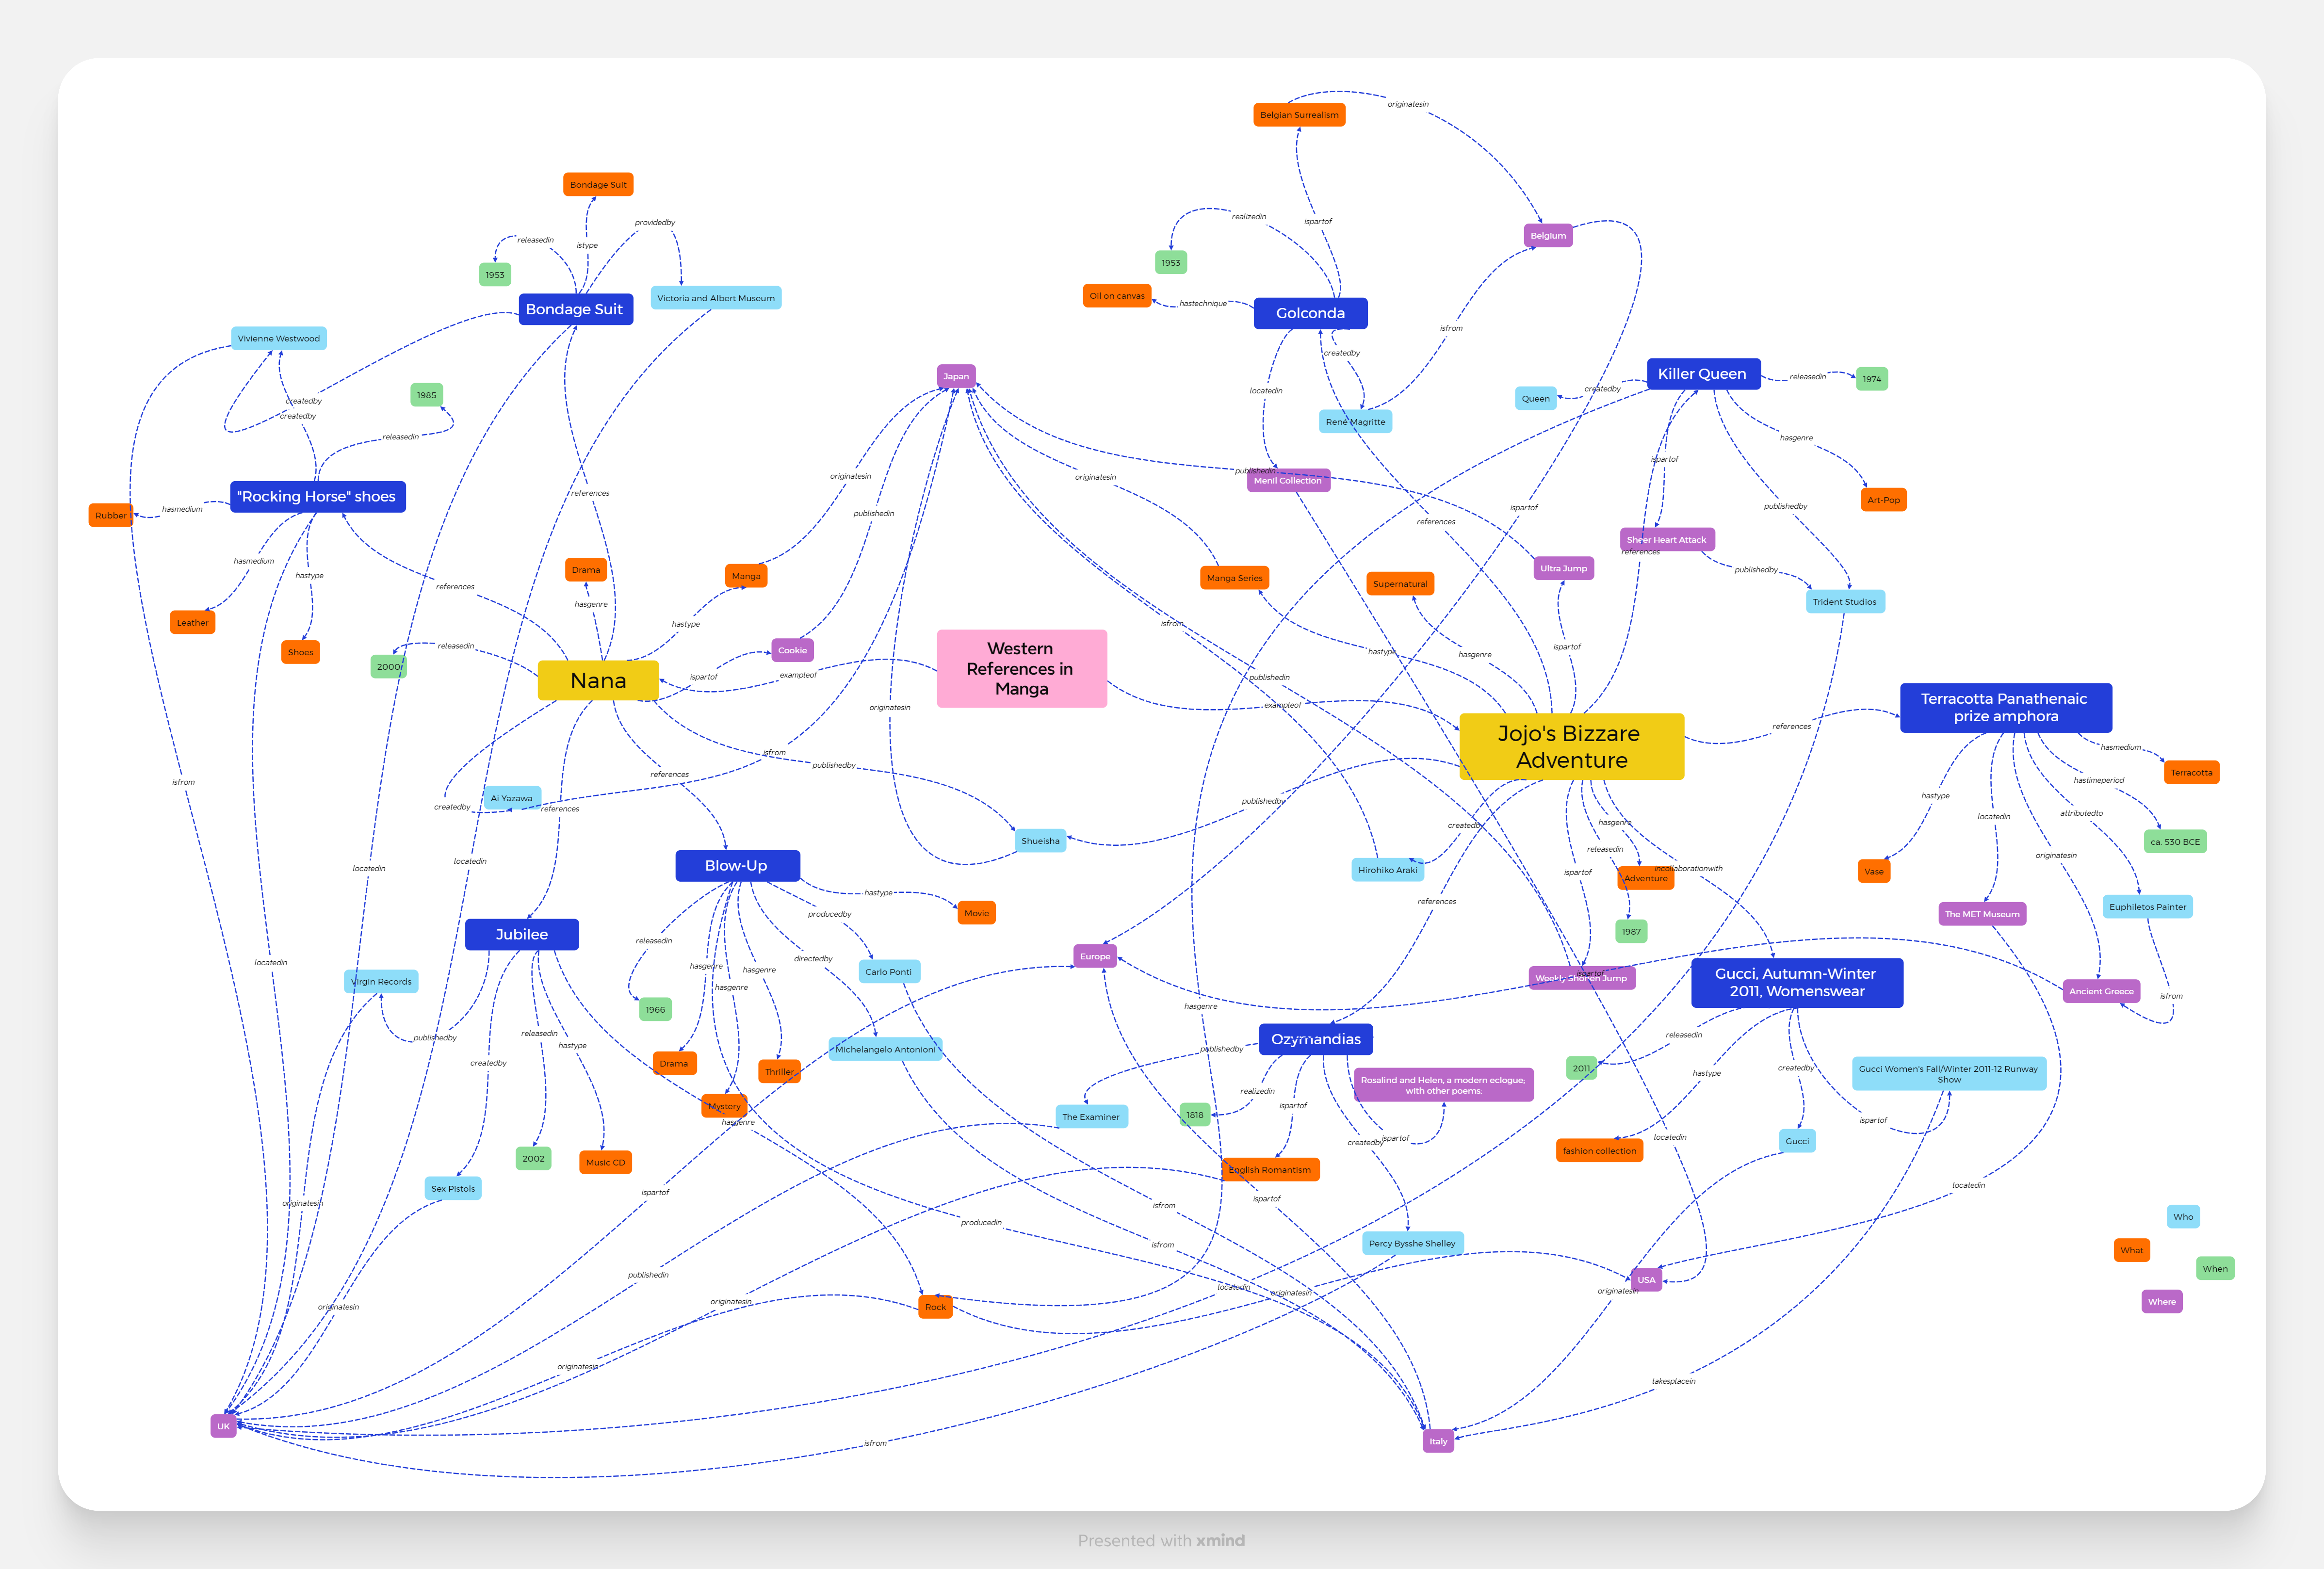 Belgian Surrealism
originatesin
Bondage Suit
realizedin
ispartof
providedby
releasedin
istype
Belgium
1953
1953
Victoria and Albert Museum
Oil on canvas
hastechnique
Bondage Suit
Golconda
isfrom
Vivienne Westwood
createdby
Japan
Killer Queen
releasedin
1974
locatedin
createdby
Queen
1985
createdby
createdby
René Magritte
releasedin
hasgenre
ispartof
originatesin
publishedin
originatesin
Menil Collection
references
"Rocking Horse" shoes
Art-Pop
Rubber
hasmedium
publishedin
ispartof
publishedby
references
Sheer Heart Attack
references
hasmedium
hastype
Drama
Manga
Manga Series
Supernatural
Ultra Jump
publishedby
references
hasgenre
Trident Studios
Leather
hastype
isfrom
Shoes
releasedin
Cookie
hastype
hasgenre
ispartof
2000
Nana
ispartof
exampleof
Western
References in
Manga
publishedin
originatesin
exampleof
Jojo's Bizzare
Adventure
references
Terracotta Panathenaic
prize amphora
hasmedium
isfrom
publishedby
references
Terracotta
hastimeperiod
isfrom
Ai Yazawa
createdby
references
publishedby
hastype
attributedto
locatedin
Shueisha
createdby
hasgenre
releasedin
ca. 530 BCE
originatesin
locatedin
locatedin
Blow-Up
Hirohiko Araki
ispartof
Adventure
incollaborationwith
Vase
hastype
Movie
references
Euphiletos Painter
producedby
The MET Museum
Jubilee
releasedin
1987
directedby
Europe
locatedin
hasgenre
hasgenre
Carlo Ponti
Weekly Shonen Jump
ispartof
Gucci, Autumn-Winter
2011, Womenswear
Virgin Records
hasgenre
Ancient Greece
isfrom
1966
hasgenre
publishedby
releasedin
hastype
Ozymandias
releasedin
Michelangelo Antonioni
publishedby
createdby
Drama
Thriller
2011
hastype
createdby
Gucci Women's Fall/Winter 2011-12 Runway
Show
Rosalind and Helen, a modern eclogue;
with other poems:
realizedin
Mystery
ispartof
The Examiner
1818
hasgenre
ispartof
createdby
locatedin
Gucci
ispartof
fashion collection
2002
Music CD
English Romantism
Sex Pistols
ispartof
ispartof
locatedin
originatesin
isfrom
Who
producedin
Percy Bysshe Shelley
isfrom
What
When
publishedin
USA
locatedin
originatesin
originatesin
originatesin
Where
originatesin
Rock
originatesin
takesplacein
UK
isfrom
Italy
Presented with xmind